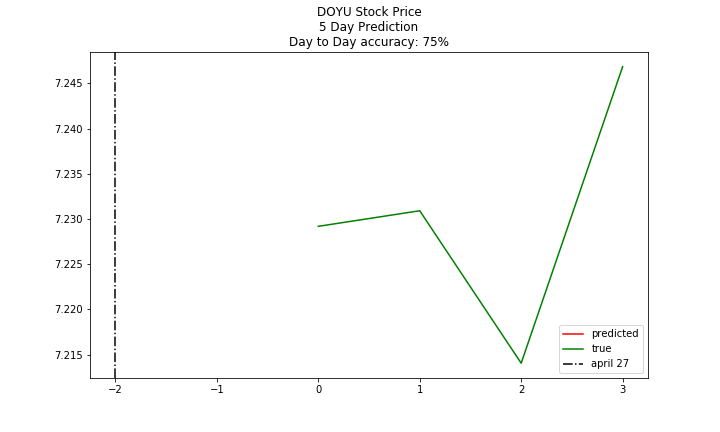 DOYU Stock Price
5 Day Prediction
Day to Day accuracy: 75%
7.245
7.240
7.235
7.230
7.225
7.220
7.215
−2
−1
0
1
2
3
predicted
true
april 27